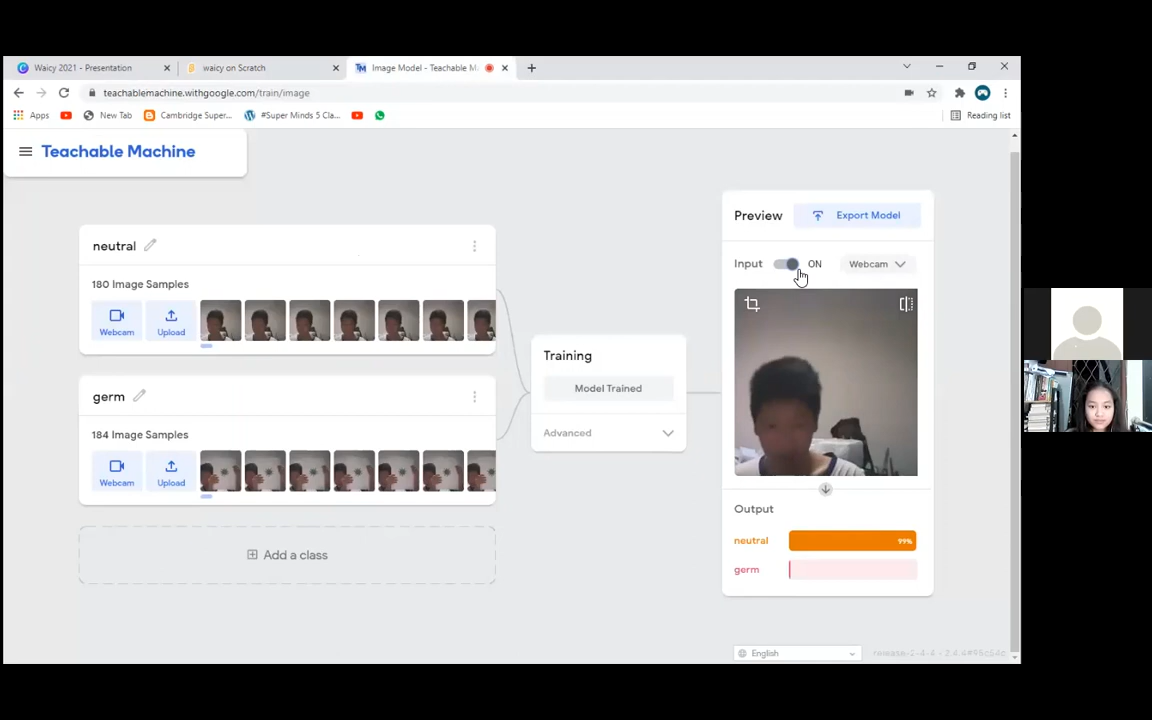 Waicy 2021 - Presentation
waicy on Scratch
Image Model - Teachable M
teachablemachine.withgoogle.com/train/image
Apps
New Tab
Cambridge Super...
#Super Minds 5 Cla...
Reading list
Teachable Machine
neutral
180 Image Samples
Webcam
Upload
germ
184 Image Samples
Webcam
Upload
Add a class
Training
Model Trained
Advanced
Preview
Export Model
Input
ON
Webcam
Output
neutral
99%
germ
English